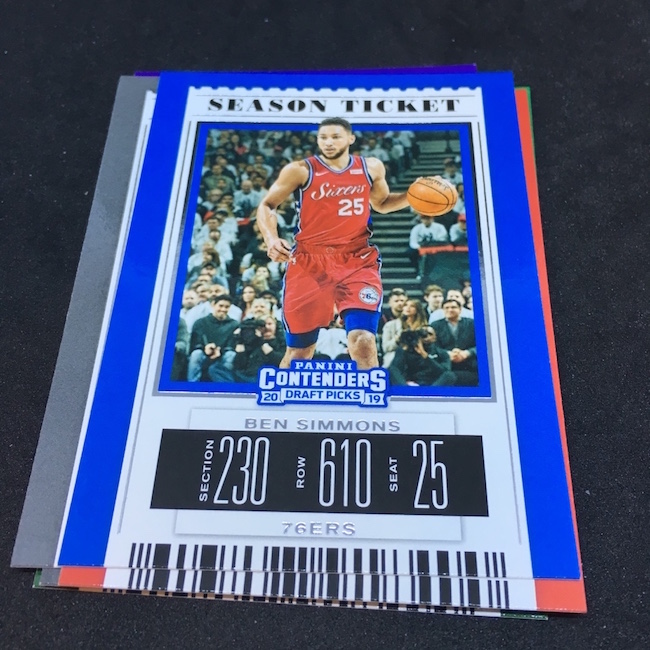 SEASON TICKET
Sixers
25
76
PANINI
CONTENDERS
20 DRAFT PICKS 19
BEN SIMMONS
SECTION 230 ROW 610 SEAT 25
76ERS